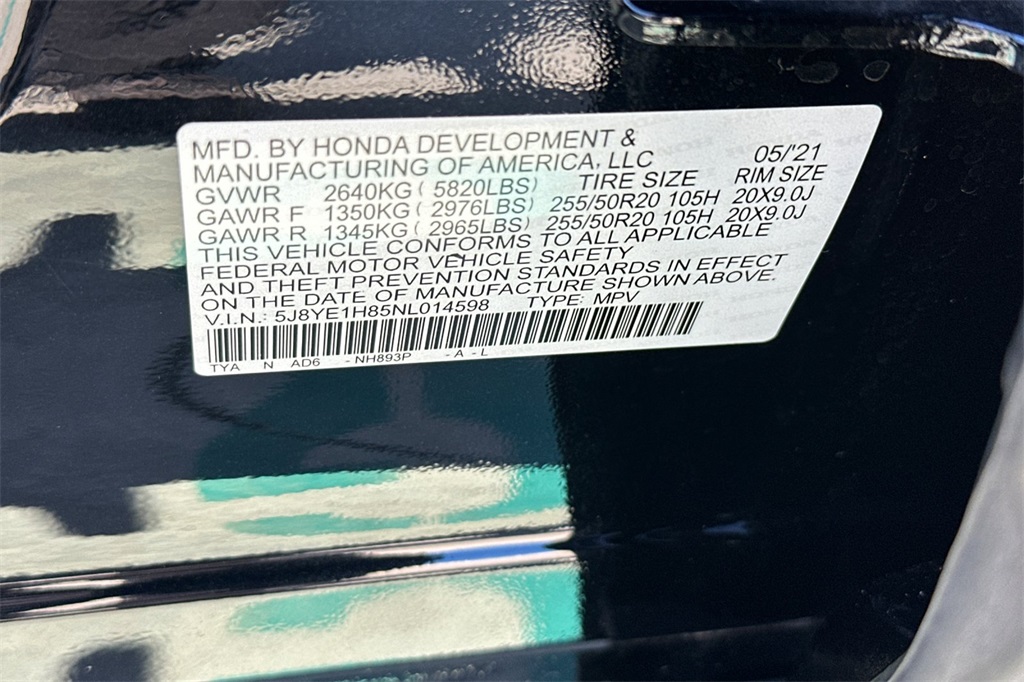 MFD. BY HONDA DEVELOPMENT &
MANUFACTURING OF AMERICA, LLC 05/'21
GVWR 2640KG ( 5820LBS) TIRE SIZE RIM SIZE
GAWR F 1350KG ( 2976LBS) 255/50R20 105H 20X9.0J
GAWR R 1345KG ( 2965LBS) 255/50R20 105H 20X9.0J
THIS VEHICLE CONFORMS TO ALL APPLICABLE
FEDERAL MOTOR VEHICLE SAFETY
AND THEFT PREVENTION STANDARDS IN EFFECT
ON THE DATE OF MANUFACTURE SHOWN ABOVE.
V.I.N.: 5J8YE1H85NL014598 TYPE: MPV
TYA N AD6 - NH893P - A - L